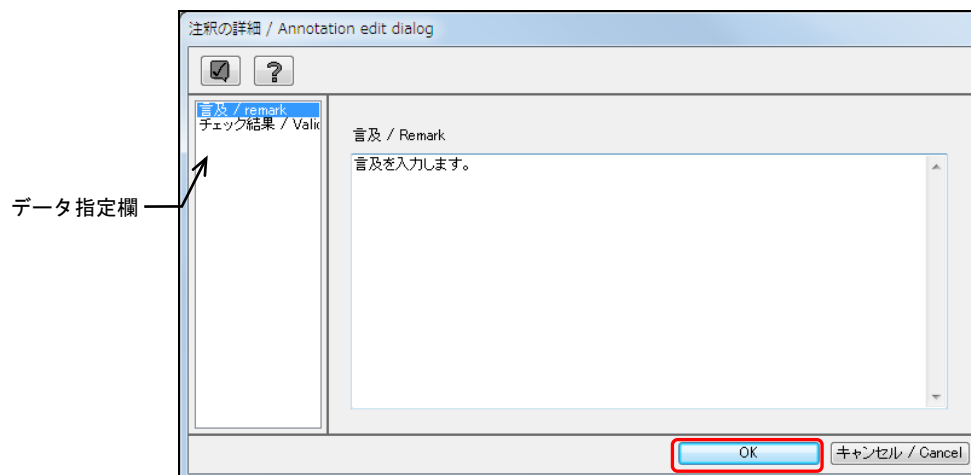 注釈の詳細 / Annotation edit dialog
?
言及 / remark
チェック結果 / Valid
データ指定欄
言及 / Remark
言及を入力します。
OK
キャンセル / Cancel